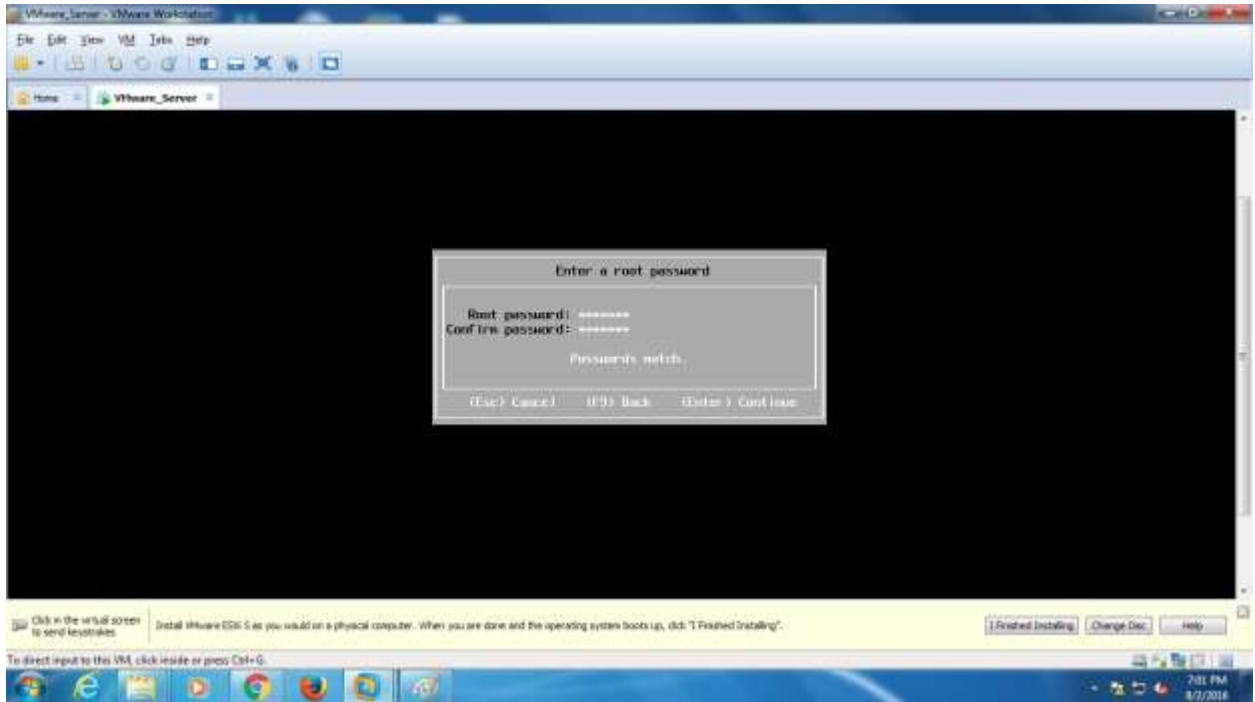 VMware_Server - VMware Workstation
File Edit View VM Tabs Help
Home VMware_Server
Enter a root password
Root password: *******
Confirm password: *******
Passwords match.
(Esc) Cancel (F9) Back (Enter) Continue
Click in the virtual screen
to send keystrokes
Install VMware ESXi 5 as you would on a physical computer. When you are done and the operating system boots up, click "I Finished Installing".
I Finished Installing Change Disc Help
To direct input to this VM, click inside or press Ctrl+G.
7:01 PM
8/2/2016